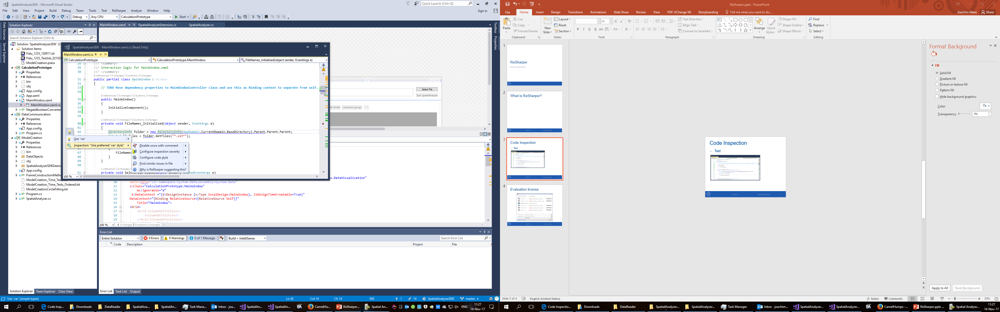 SpatialAnalyzerSDK - Microsoft Visual Studio
Quick Launch (Ctrl+Q)
File Edit View Project Build Debug Team Tools Test ReSharper Analyze Window Help
Sign in
Debug Any CPU CalculationPrototype Start
Data Sources
Server Explorer
Solution Explorer
Search Solution Explorer (Ctrl+é)
Solution 'SpatialAnalyzerSDK' (3
Solution Items
Fidu_1235_150917.xit
Fidu_1235_TestJob_02102
ModelCreation.psess
CalculationPrototype
Properties
References
bin
obj
App.config
App.xaml
MainWindow.xaml
MainWindow.xaml.cs
NegateBooleanConverter
DataCommunication
Properties
References
App.config
Program.cs
ModelCreation
Properties
References
bin
DataObjects
obj
SpatialAnalyzerSDKExtens
App.config
FrameConstructionMetho
ModelCreation_Time_Tests.txt
ModelCreation_Time_Tests_Ordered.txt
ModelCreationCircleFitting.txt
Program.cs
SpatialAnalyzer.cs
Solution Explorer Team Explorer Class View
MainWindow.xaml ISpatialAnalyzerExtension.cs SpatialAnalyzer.cs
Toolbox
Properties
SpatialAnalyzerSDK - MainWindow.xaml.cs [Read Only]
MainWindow.xaml.cs
CalculationPrototype CalculationPrototype.MainWindow FileNames_Initialized(object sender, EventArgs e)
28 /// <summary>
29 /// Interaction logic for MainWindow.xaml
30 /// </summary>
6 references | 0 changes | 0 authors, 0 changes
31 public partial class MainWindow : Window
32 {
33 // TODO Move dependency properties to MainWindowController class and use this as Binding context to separate from self.
34
0 references | 0 changes | 0 authors, 0 changes
35 public MainWindow()
36 {
37 InitializeComponent();
38 }
39
1 reference | 0 changes | 0 authors, 0 changes
40 private void FileNames_Initialized(object sender, EventArgs e)
41 {
42 DirectoryInfo folder = new DirectoryInfo(AppDomain.CurrentDomain.BaseDirectory).Parent.Parent.Parent;
files = folder.GetFiles("*.xit*");
Use 'var'
Inspection: "Use preferred 'var' style"
Disable once with comment
Configure inspection severity
Configure code style
Find similar issues in file
Why is ReSharper suggesting this?
46 {
47 FileNames
48 }
49 }
50
1 reference | 0 changes | 0
51 private void SelectFile_Click(object sender, RoutedEventArgs e)
100 %
1*
Select File
Start SpatialAnalyzer
te Model Load point groups
s.DataVisualization"
10 xmlns:Data="clr-namespace:System.Data;assembly=System.Data"
11 x:Class="CalculationPrototype.MainWindow"
12 mc:Ignorable="d"
13 d:DataContext ="{d:DesignInstance {x:Type localDesign:MainWindow}, IsDesignTimeCreatable=True}"
14 DataContext="{Binding RelativeSource={RelativeSource Self}}"
15 Title="MainWindow">
16 <Grid>
17 <Grid.ColumnDefinitions>
18 <ColumnDefinition/>
19 </Grid.ColumnDefinitions>
100 % 0 changes | 0 authors, 0 changes
Error List
Entire Solution 0 Errors 0 Warnings 0 of 1 Message Build + IntelliSense Search Error List
Code Description Project File
Error List Task List Output
Use 'var' (simple types) Ln 42 Col 14 Ch 14 INS 1 14 SpatialAnalyzerSDK master
Code Insp... Downloads DataReader SpatialAna... SpatialAn... Task Mana... Inbox - joa... SpatialAn... SpatialAn... CamelHu... ReSharper... Spatial An... ENG 11:27
14-Nov-17
ReSharper.pptx - PowerPoint
File Home Insert Design Transitions Animations Slide Show Review View PDF-XChange V6 Storyboarding Tell me what you want to do... Joachim Mees Share
Paste Cut Copy Format Painter
Clipboard
New Slide Layout Reset Section
Slides
46
Font
Text Direction Align Text Convert to SmartArt
Paragraph
Arrange Quick Styles Shape Fill Shape Outline Shape Effects
Drawing
Find Replace Select
Editing
1
ReSharper
2
What is ReSharper?
3
Code Inspection
Text
4
Evaluation license
Code Inspection
Text
Format Background
Fill
Solid fill
Gradient fill
Picture or texture fill
Pattern fill
Hide background graphics
Color
Transparency 0%
Apply to All Reset Background
Slide 3 of 4 English (United States) Notes Comments 33%
Code Inspectio... Downloads DataReader SpatialAnalyzer... SpatialAnalyzer... Task Manager Inbox - joachim... SpatialAnalyzer... SpatialAnalyzer... CamelHumps -... ReSharper.pptx ... Spatial Analyze... 11:27
14-Nov-17